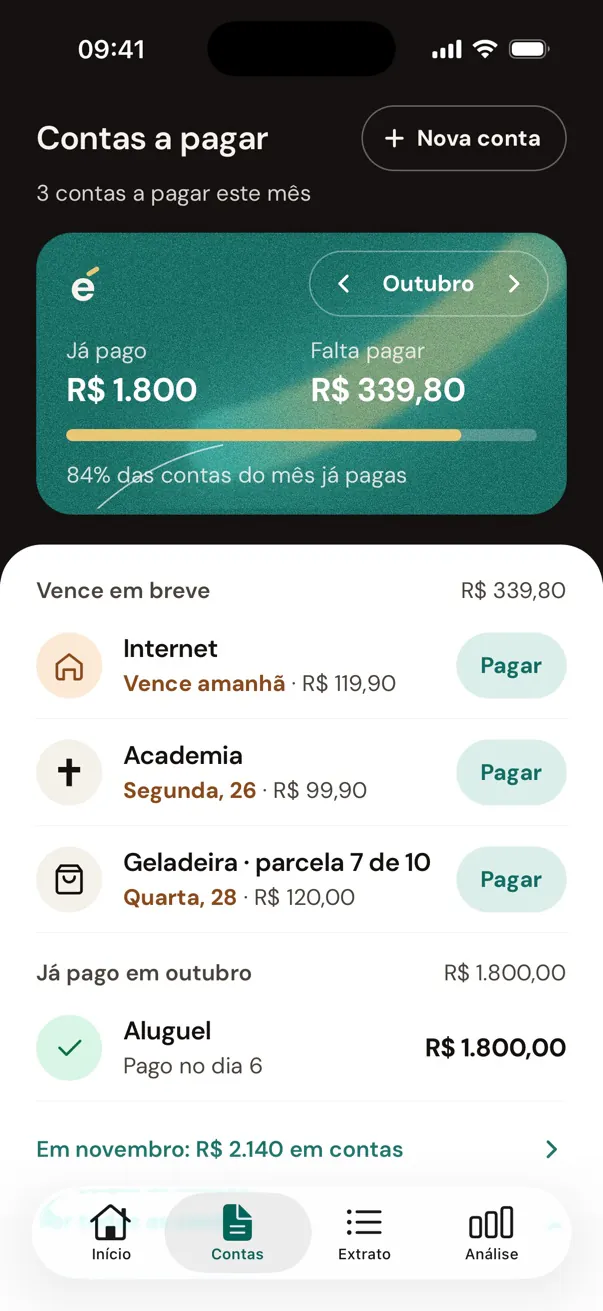 09:41
Contas a pagar
+ Nova conta
3 contas a pagar este mês
é
Outubro
Já pago
Falta pagar
R$ 1.800
R$ 339,80
84% das contas do mês já pagas
Vence em breve
R$ 339,80
Internet
Vence amanhã · R$ 119,90
Pagar
Academia
Segunda, 26 · R$ 99,90
Pagar
Geladeira · parcela 7 de 10
Quarta, 28 · R$ 120,00
Pagar
Já pago em outubro
R$ 1.800,00
Aluguel
Pago no dia 6
R$ 1.800,00
Em novembro: R$ 2.140 em contas
Início
Contas
Extrato
Análise